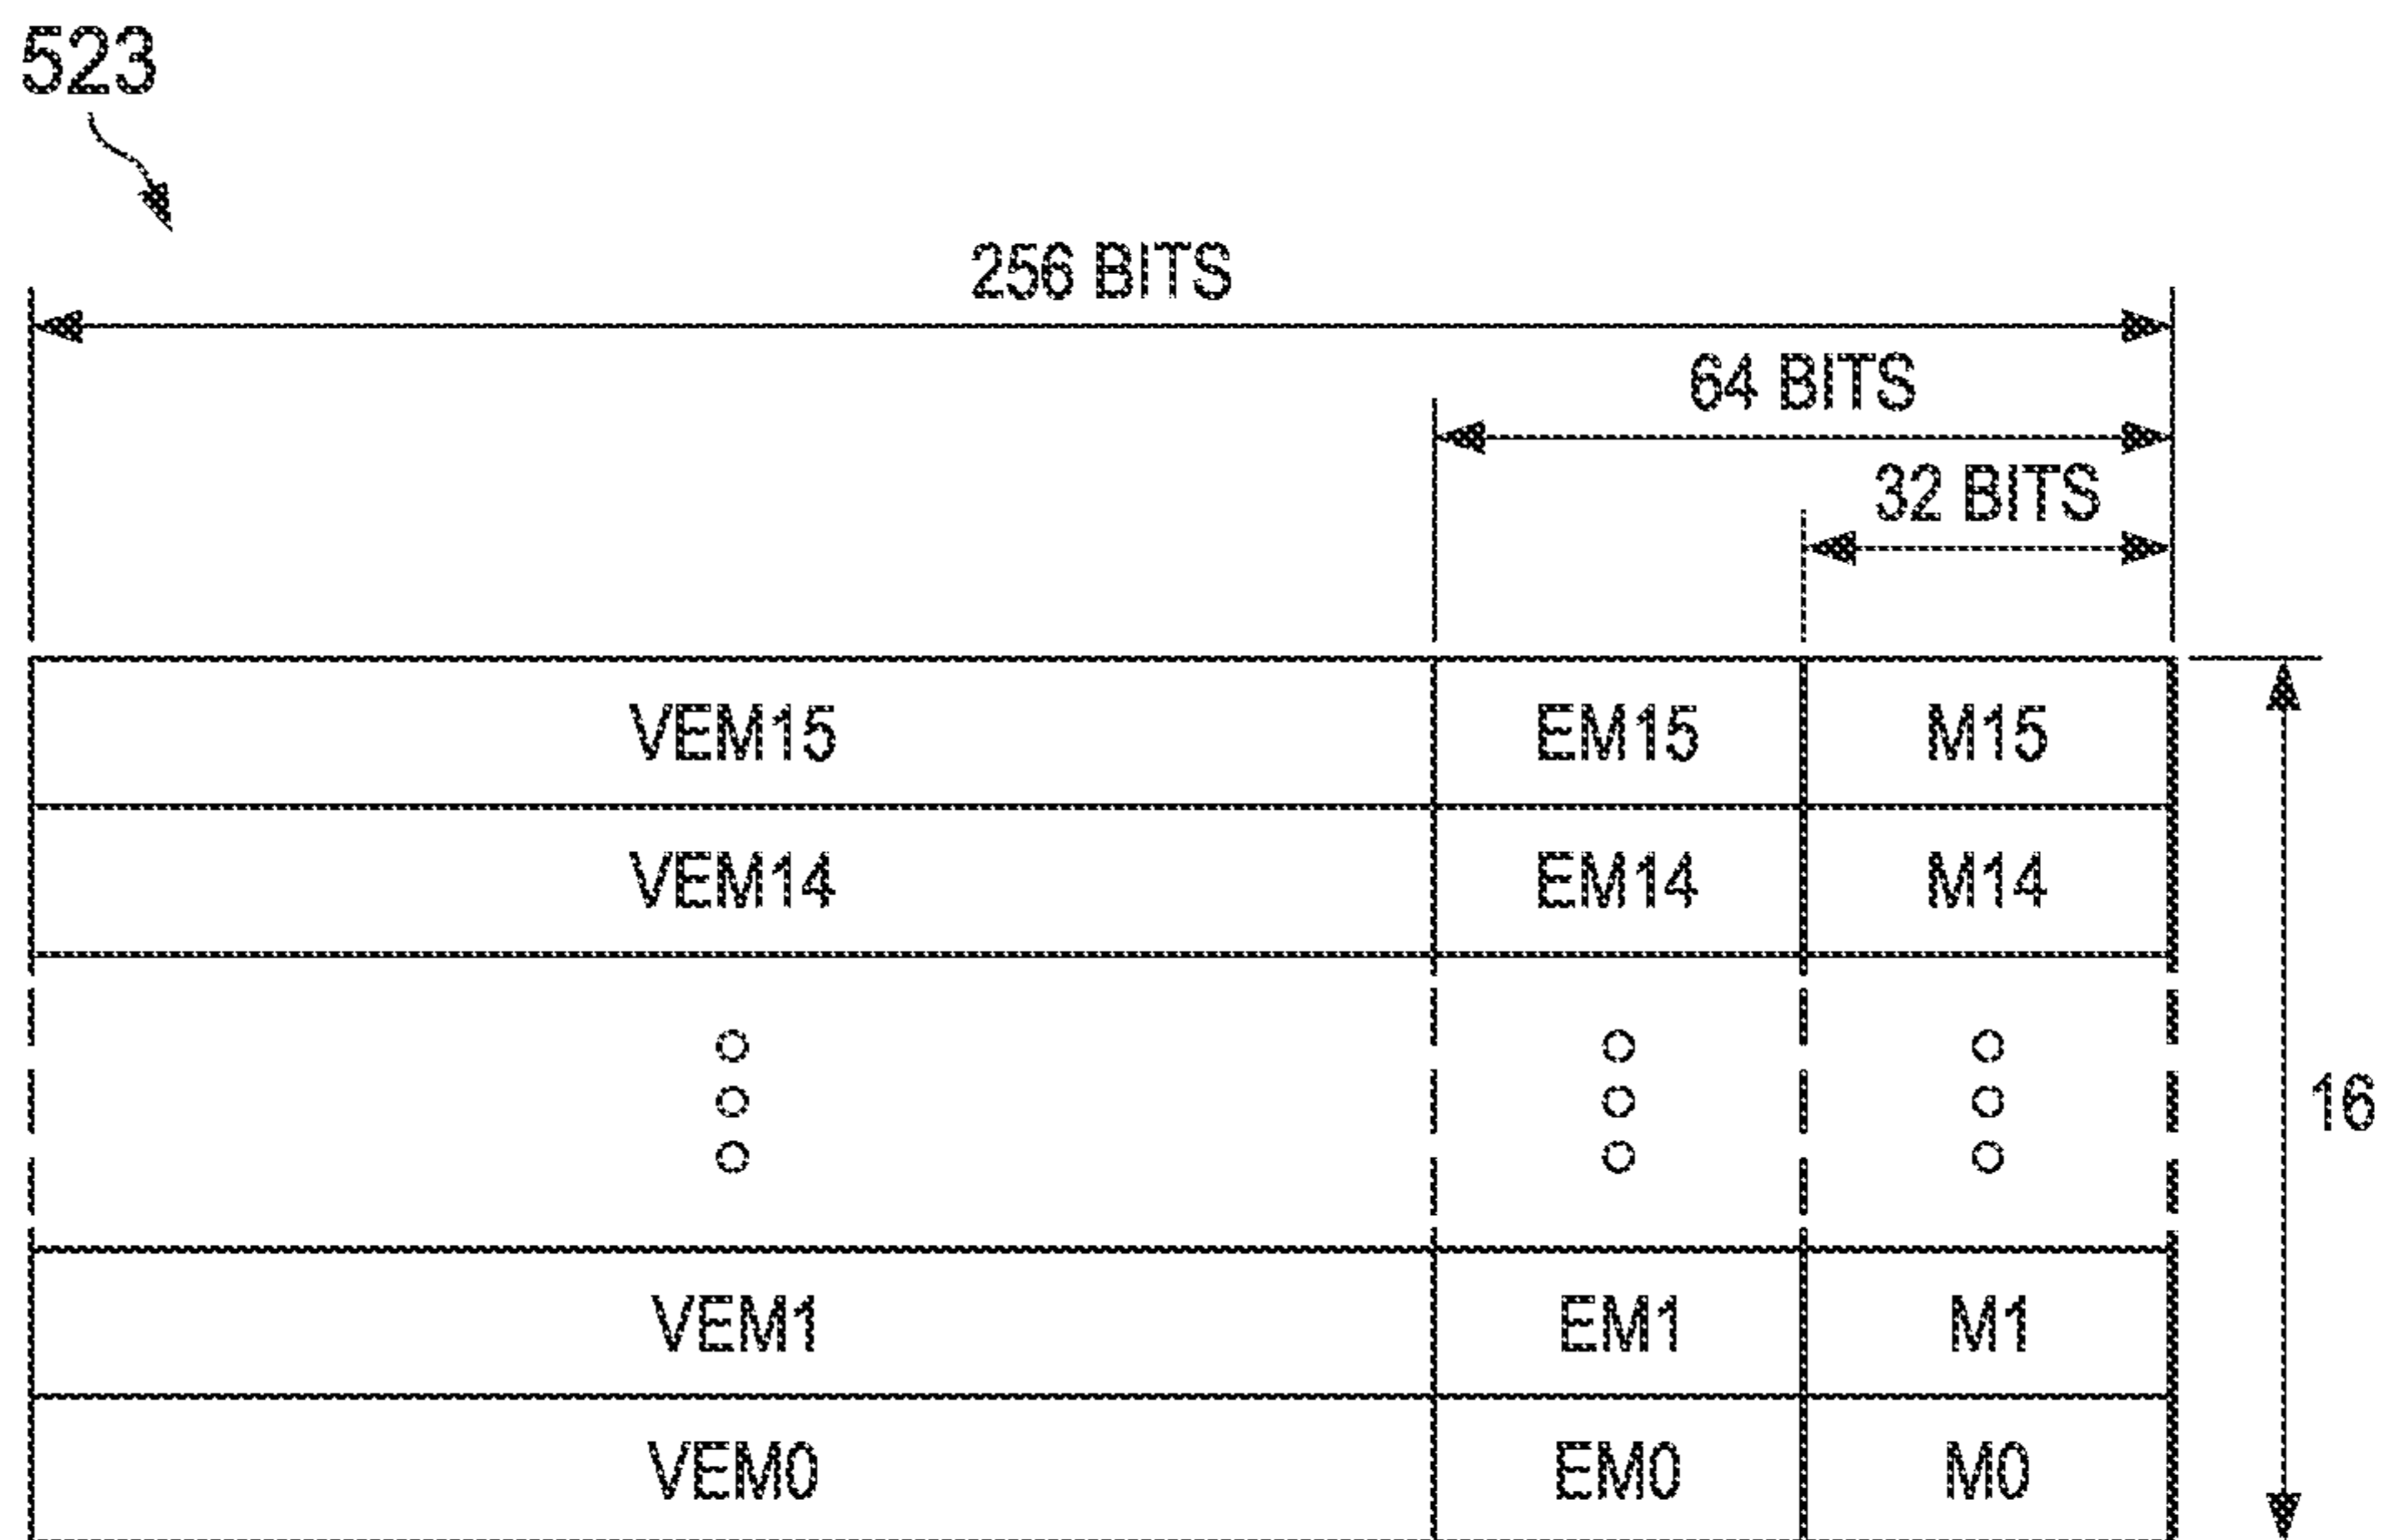 523
256 BITS
64 BITS
32 BITS
VEM15 EM15 M15
VEM14 EM14 M14
16
VEM1 EM1 M1
VEM0 EM0 M0